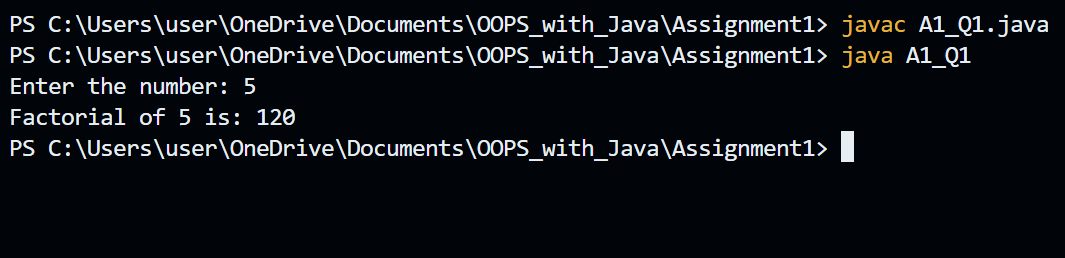 PS C:\Users\user\OneDrive\Documents\OOPS_with_Java\Assignment1> javac A1_Q1.java
PS C:\Users\user\OneDrive\Documents\OOPS_with_Java\Assignment1> java A1_Q1
Enter the number: 5
Factorial of 5 is: 120
PS C:\Users\user\OneDrive\Documents\OOPS_with_Java\Assignment1>